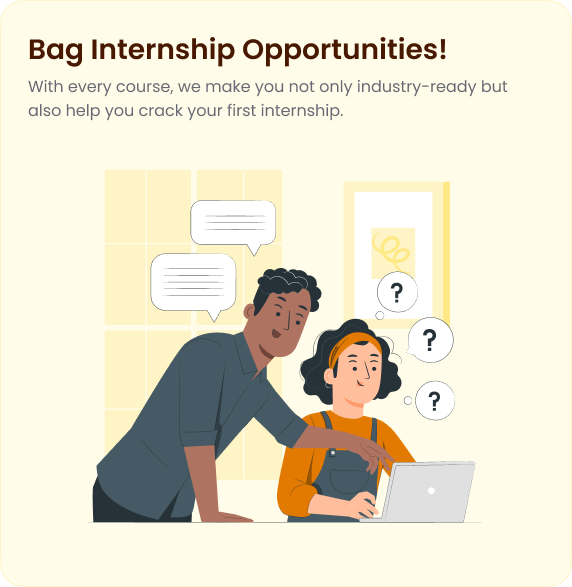 Bag Internship Opportunities!
With every course, we make you not only industry-ready but
also help you crack your first internship.
?
?
?